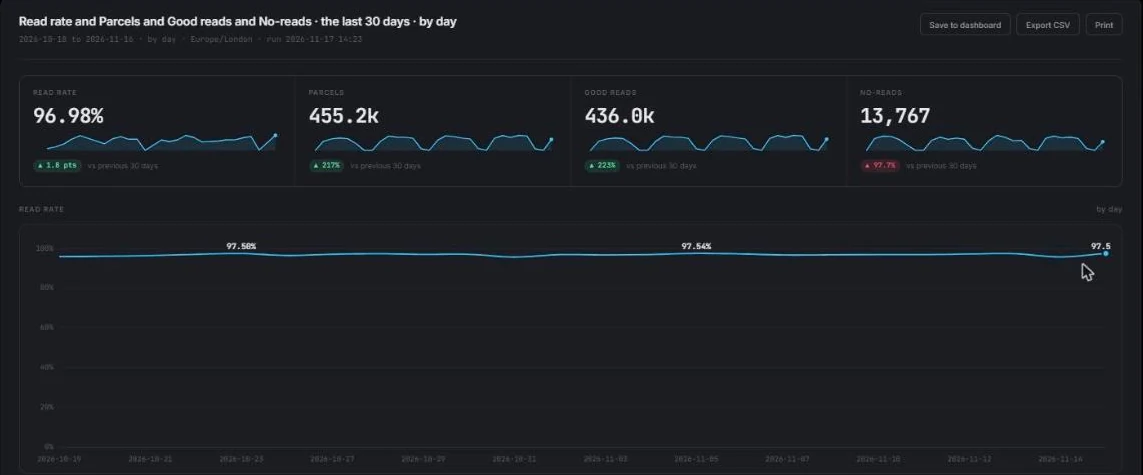 Read rate and Parcels and Good reads and No-reads · the last 30 days · by day
Save to dashboard
Export CSV
Print
2026-10-18 to 2026-11-16 · by day · Europe/London · run 2026-11-17 14:22
READ RATE
96.98%
▲ 1.8 pts vs previous 30 days
PARCELS
455.2k
▲ 217% vs previous 30 days
GOOD READS
436.0k
▲ 223% vs previous 30 days
NO-READS
13,767
▲ 97.7% vs previous 30 days
READ RATE
by day
100%
80%
60%
40%
20%
0%
97.50%
97.54%
97.5
2026-10-19
2026-10-21
2026-10-23
2026-10-27
2026-10-29
2026-10-31
2026-11-03
2026-11-05
2026-11-07
2026-11-10
2026-11-12
2026-11-14